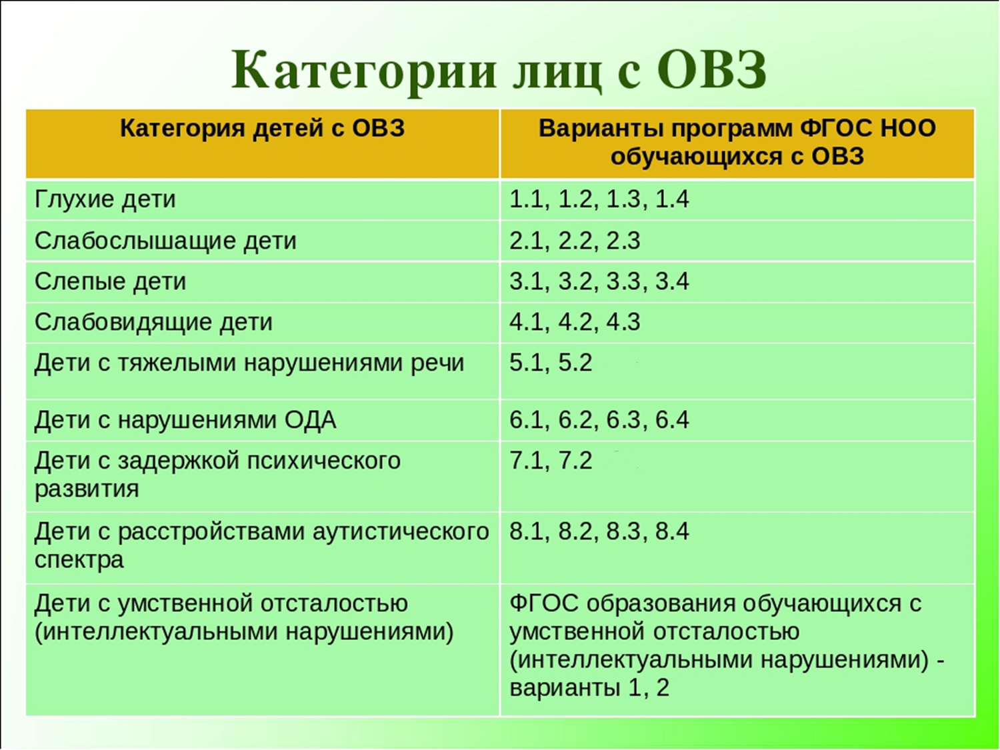 Категории лиц с ОВЗ
Категория детей с ОВЗ
Варианты программ ФГОС НОО
обучающихся с ОВЗ
Глухие дети
1.1, 1.2, 1.3, 1.4
Слабослышащие дети
2.1, 2.2, 2.3
Слепые дети
3.1, 3.2, 3.3, 3.4
Слабовидящие дети
4.1, 4.2, 4.3
Дети с тяжелыми нарушениями речи
5.1, 5.2
Дети с нарушениями ОДА
6.1, 6.2, 6.3, 6.4
Дети с задержкой психического
развития
7.1, 7.2
Дети с расстройствами аутистического
спектра
8.1, 8.2, 8.3, 8.4
Дети с умственной отсталостью
(интеллектуальными нарушениями)
ФГОС образования обучающихся с
умственной отсталостью
(интеллектуальными нарушениями) -
варианты 1, 2